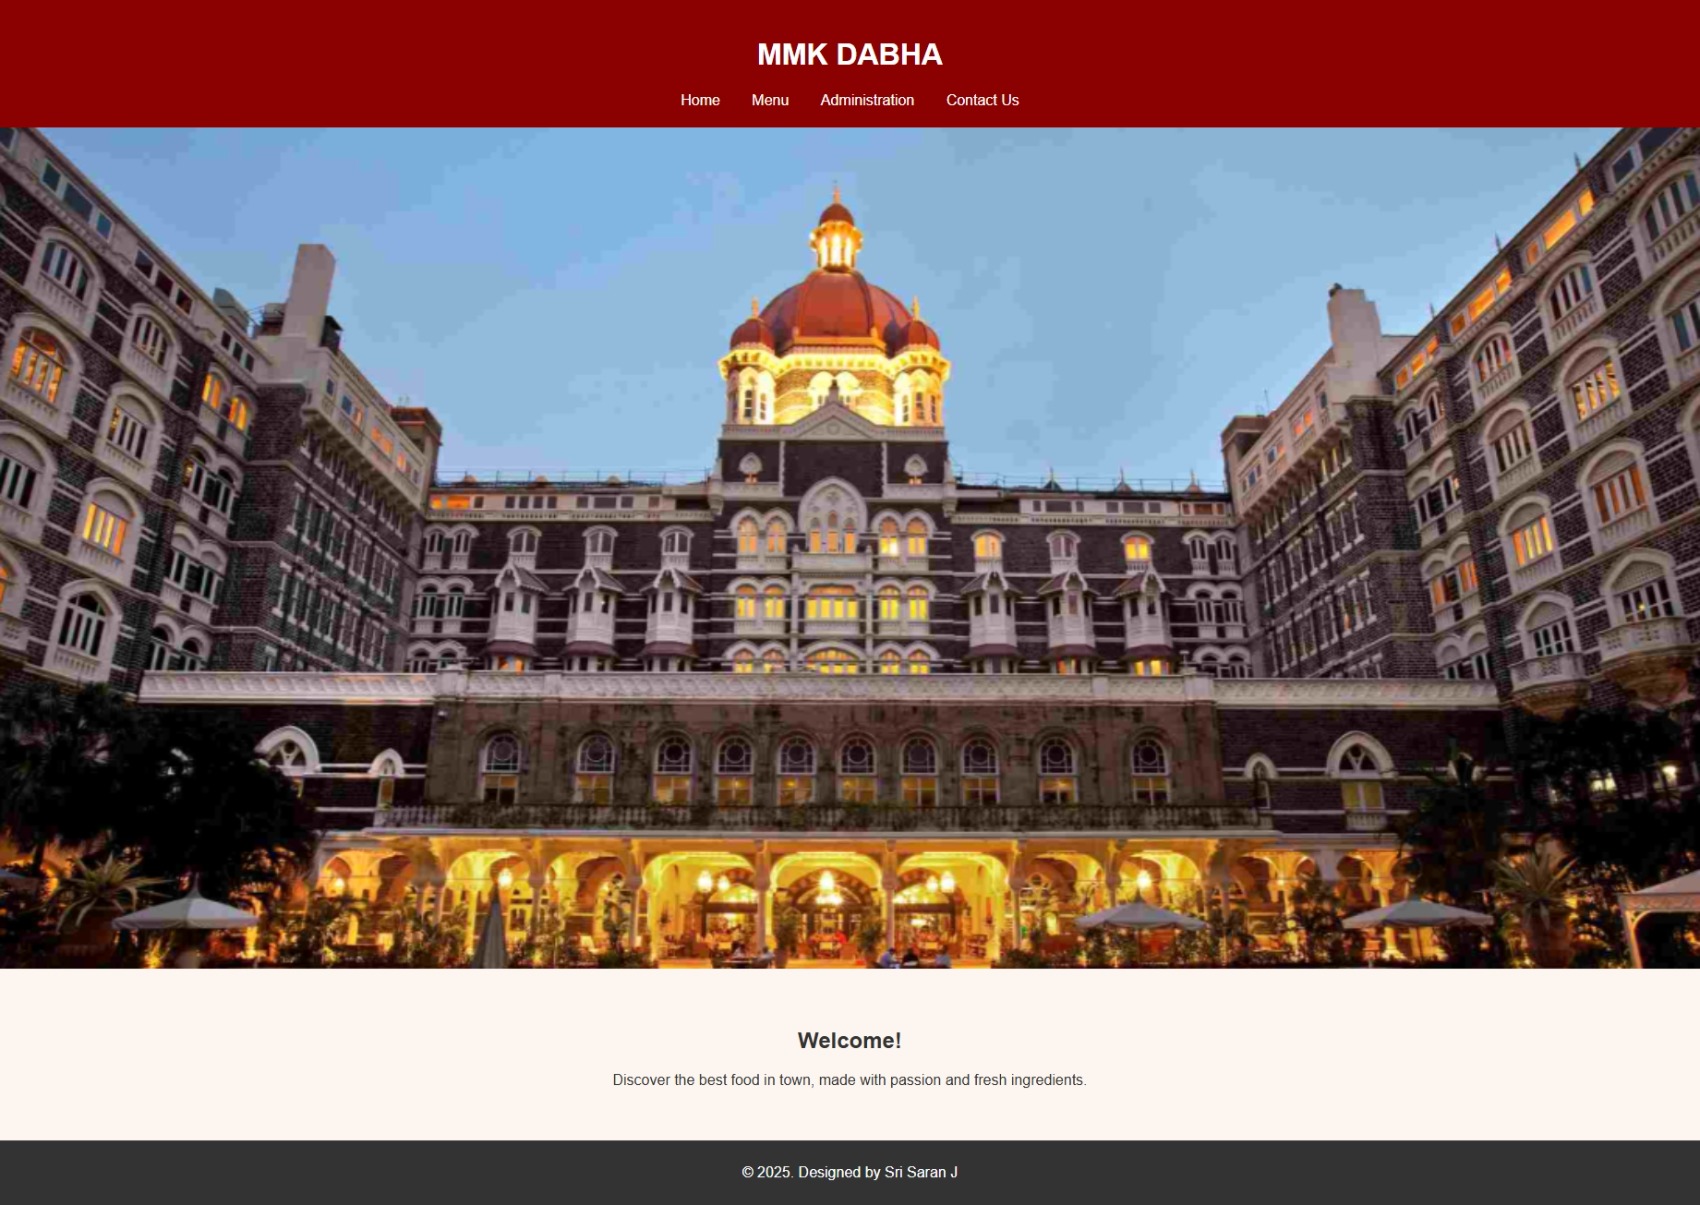 MMK DABHA
Home Menu Administration Contact Us
Welcome!
Discover the best food in town, made with passion and fresh ingredients.
© 2025. Designed by Sri Saran J